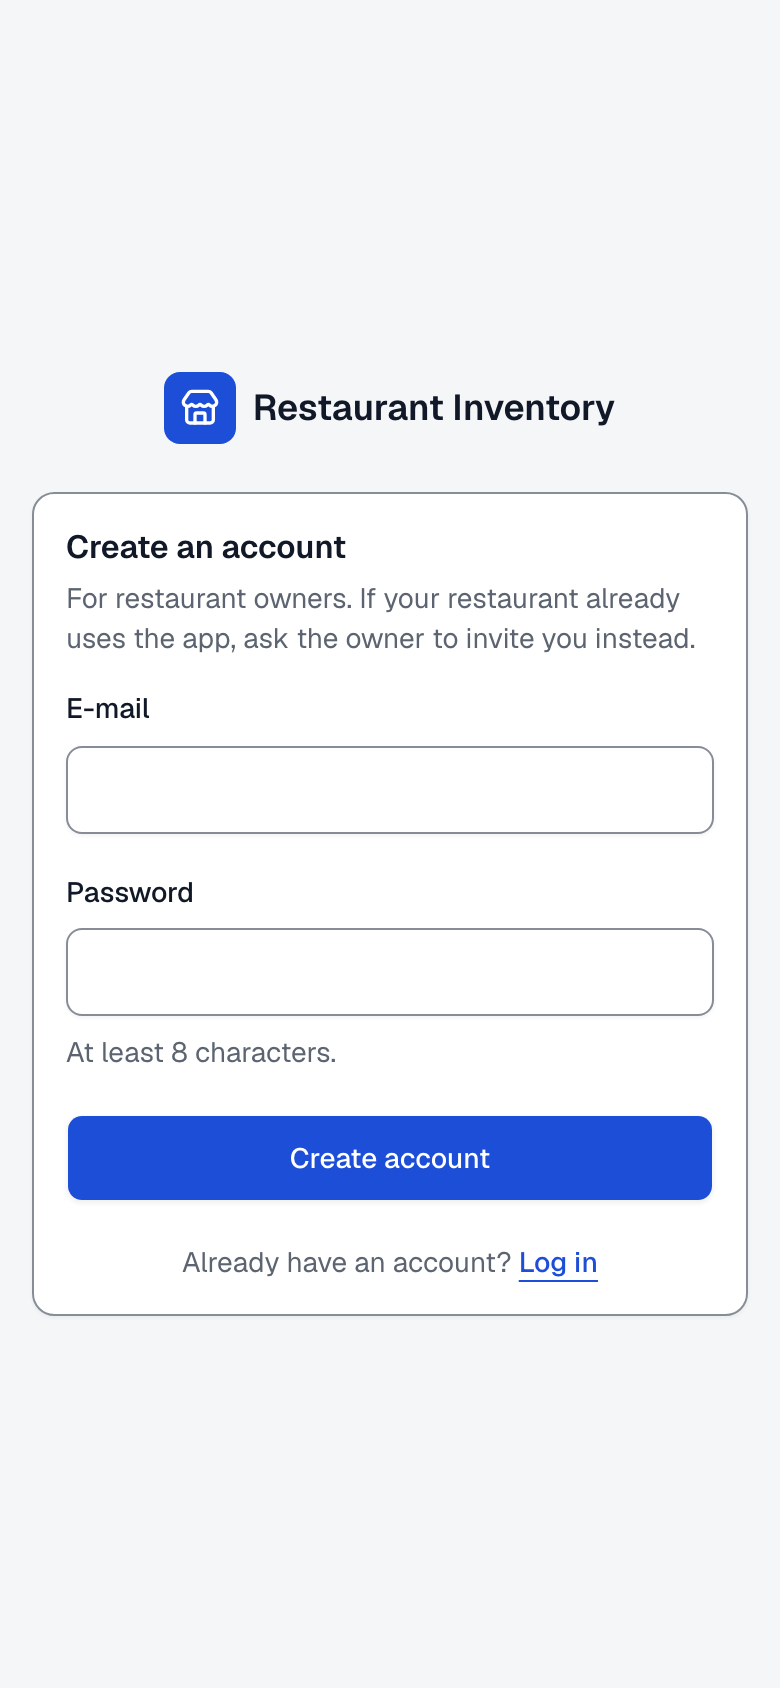 Restaurant Inventory
Create an account
For restaurant owners. If your restaurant already
uses the app, ask the owner to invite you instead.
E-mail
Password
At least 8 characters.
Create account
Already have an account? Log in